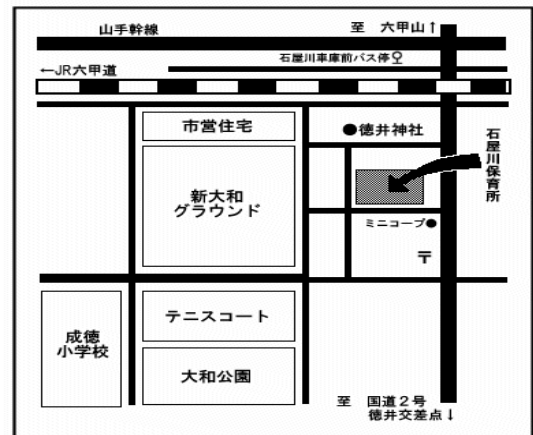 山手幹線
至 六甲山↑
石屋川車庫前バス停
←JR六甲道
市営住宅
●徳井神社
石屋川保育所
新大和
グラウンド
ミニコープ●
〒
テニスコート
成徳
小学校
大和公園
至 国道2号
徳井交差点↓